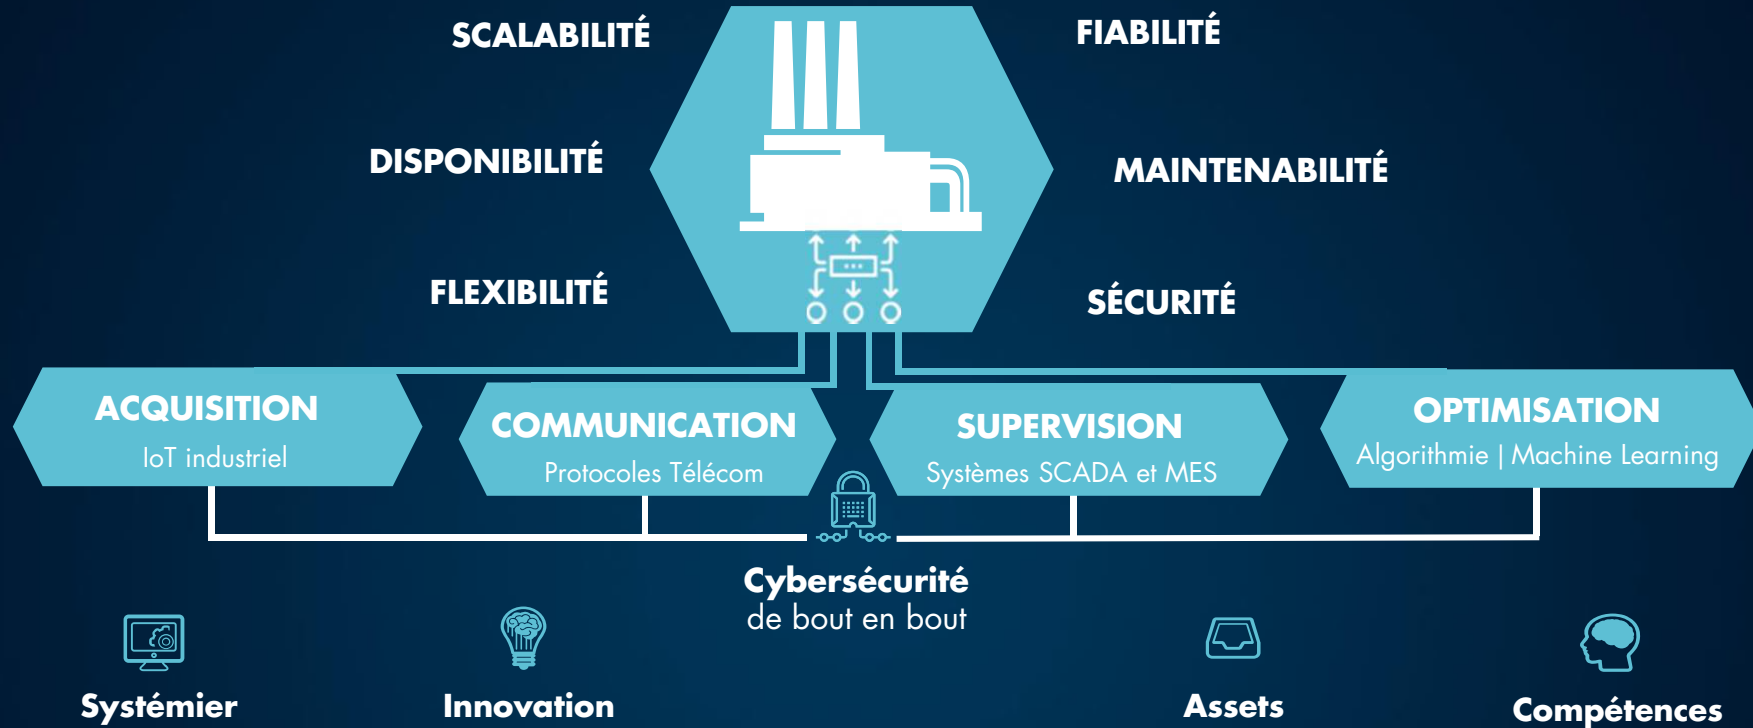 SCALABILITÉ
FIABILITÉ
DISPONIBILITÉ
MAINTENABILITÉ
FLEXIBILITÉ
SÉCURITÉ
ACQUISITION
IoT industriel
COMMUNICATION
Protocoles Télécom
SUPERVISION
Systèmes SCADA et MES
OPTIMISATION
Algorithmie | Machine Learning
Cybersécurité
de bout en bout
Systémier
Innovation
Assets
Compétences